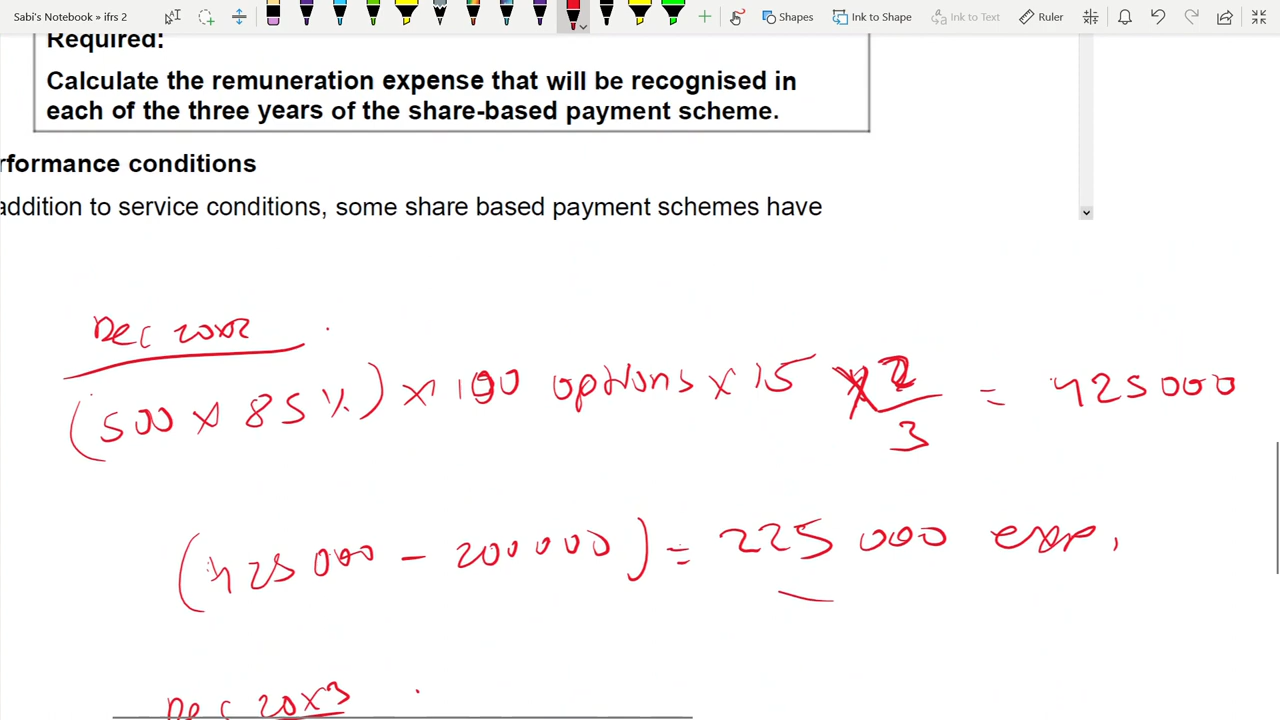 Sabi's Notebook » ifrs 2
Shapes
Ink to Shape
Ink to Text
Ruler
Required:
Calculate the remuneration expense that will be recognised in
each of the three years of the share-based payment scheme.
rformance conditions
addition to service conditions, some share based payment schemes have
Dec 20x2
(500 x 85%) x 100 options x 15 x 2/3 = 425000
(425000 - 200000) = 225 000 exp.
Dec 20x3